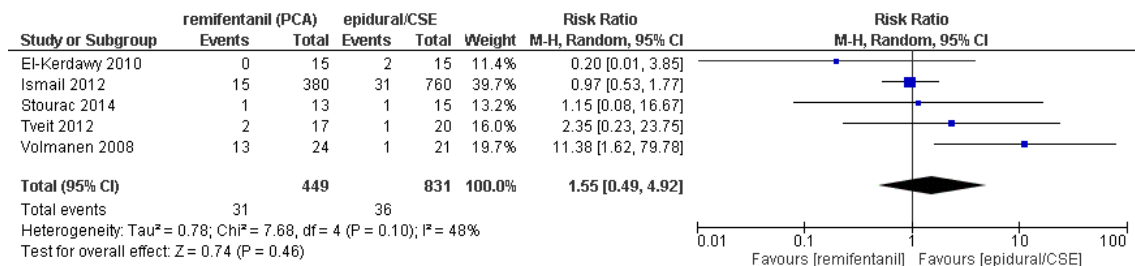 remifentanil (PCA) epidural/CSE Risk Ratio Risk Ratio
Study or Subgroup Events Total Events Total Weight M-H, Random, 95% CI M-H, Random, 95% CI
El-Kerdawy 2010 0 15 2 15 11.4% 0.20 [0.01, 3.85]
Ismail 2012 15 380 31 760 39.7% 0.97 [0.53, 1.77]
Stourac 2014 1 13 1 15 13.2% 1.15 [0.08, 16.67]
Tveit 2012 2 17 1 20 16.0% 2.35 [0.23, 23.75]
Volmanen 2008 13 24 1 21 19.7% 11.38 [1.62, 79.78]
Total (95% CI) 449 831 100.0% 1.55 [0.49, 4.92]
Total events 31 36
Heterogeneity: Tau² = 0.78; Chi² = 7.68, df = 4 (P = 0.10); I² = 48%
Test for overall effect: Z = 0.74 (P = 0.46)
0.01 0.1 1 10 100
Favours [remifentanil] Favours [epidural/CSE]